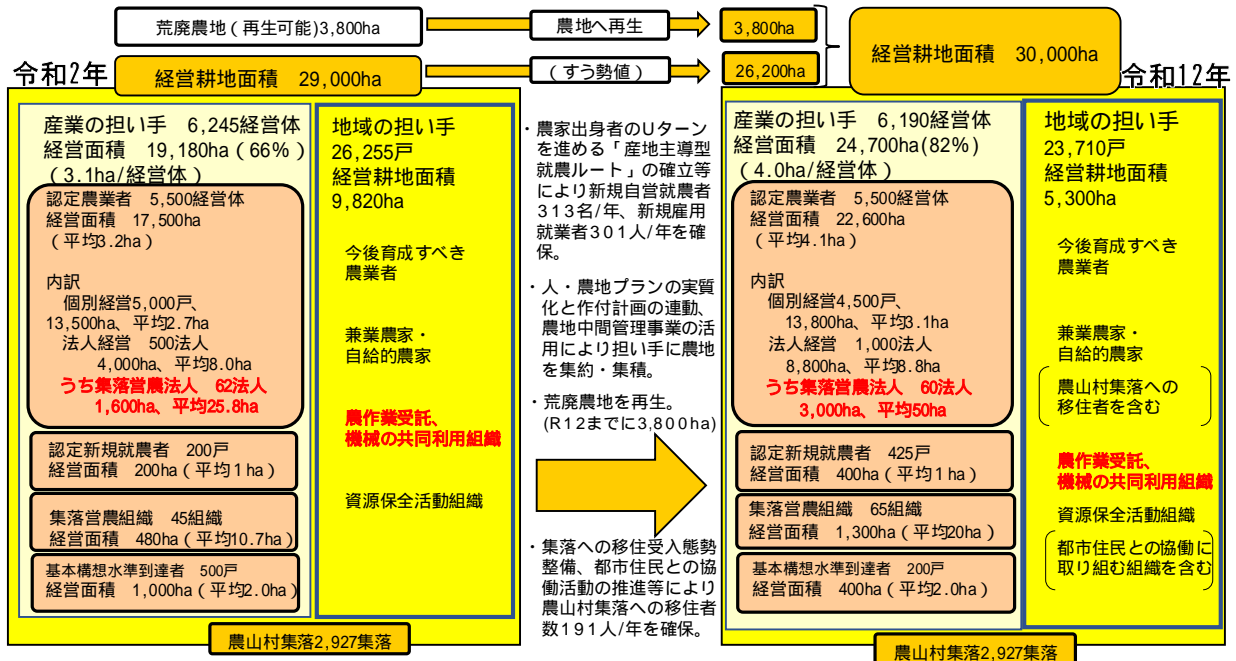 荒廃農地（再生可能)3,800ha
農地へ再生
3,800ha
経営耕地面積　30,000ha
令和2年
経営耕地面積　29,000ha
（すう勢値）
26,200ha
令和12年
産業の担い手　6,245経営体
経営面積　19,180ha（66%）
（3.1ha/経営体）
認定農業者　5,500経営体
経営面積　17,500ha
（平均3.2ha）
内訳
個別経営5,000戸、
13,500ha、平均2.7ha
法人経営　500法人
4,000ha、平均8.0ha
うち集落営農法人　62法人
1,600ha、平均25.8ha
認定新規就農者　200戸
経営面積　200ha（平均１ha）
集落営農組織　45組織
経営面積　480ha（平均10.7ha）
基本構想水準到達者　500戸
経営面積　1,000ha（平均2.0ha）
地域の担い手
26,255戸
経営耕地面積
9,820ha
今後育成すべき
農業者
兼業農家・
自給的農家
農作業受託、
機械の共同利用組織
資源保全活動組織
農山村集落2,927集落
・農家出身者のUターン
を進める「産地主導型
就農ルート」の確立等
により新規自営就農者
３１３名/年、新規雇用
就業者３０１人/年を確
保。
・人・農地プランの実質
化と作付計画の連動、
農地中間管理事業の活
用により担い手に農地
を集約・集積。
・荒廃農地を再生。
(R12までに3,800ha)
・集落への移住受入態勢
整備、都市住民との協
働活動の推進等により
農山村集落への移住者
数１９１人/年を確保。
産業の担い手　6,190経営体
経営面積　24,700ha(82%)
（4.0ha/経営体）
認定農業者　5,500経営体
経営面積　22,600ha
（平均4.1ha）
内訳
個別経営4,500戸、
13,800ha、平均3.1ha
法人経営　1,000法人
8,800ha、平均8.8ha
うち集落営農法人　60法人
3,000ha、平均50ha
認定新規就農者　425戸
経営面積　400ha（平均１ha）
集落営農組織　65組織
経営面積　1,300ha（平均20ha）
基本構想水準到達者　200戸
経営面積　400ha（平均2.0ha）
地域の担い手
23,710戸
経営耕地面積
5,300ha
今後育成すべき
農業者
兼業農家・
自給的農家
農山村集落への
移住者を含む
農作業受託、
機械の共同利用組織
資源保全活動組織
都市住民との協働に
取り組む組織を含む
農山村集落2,927集落